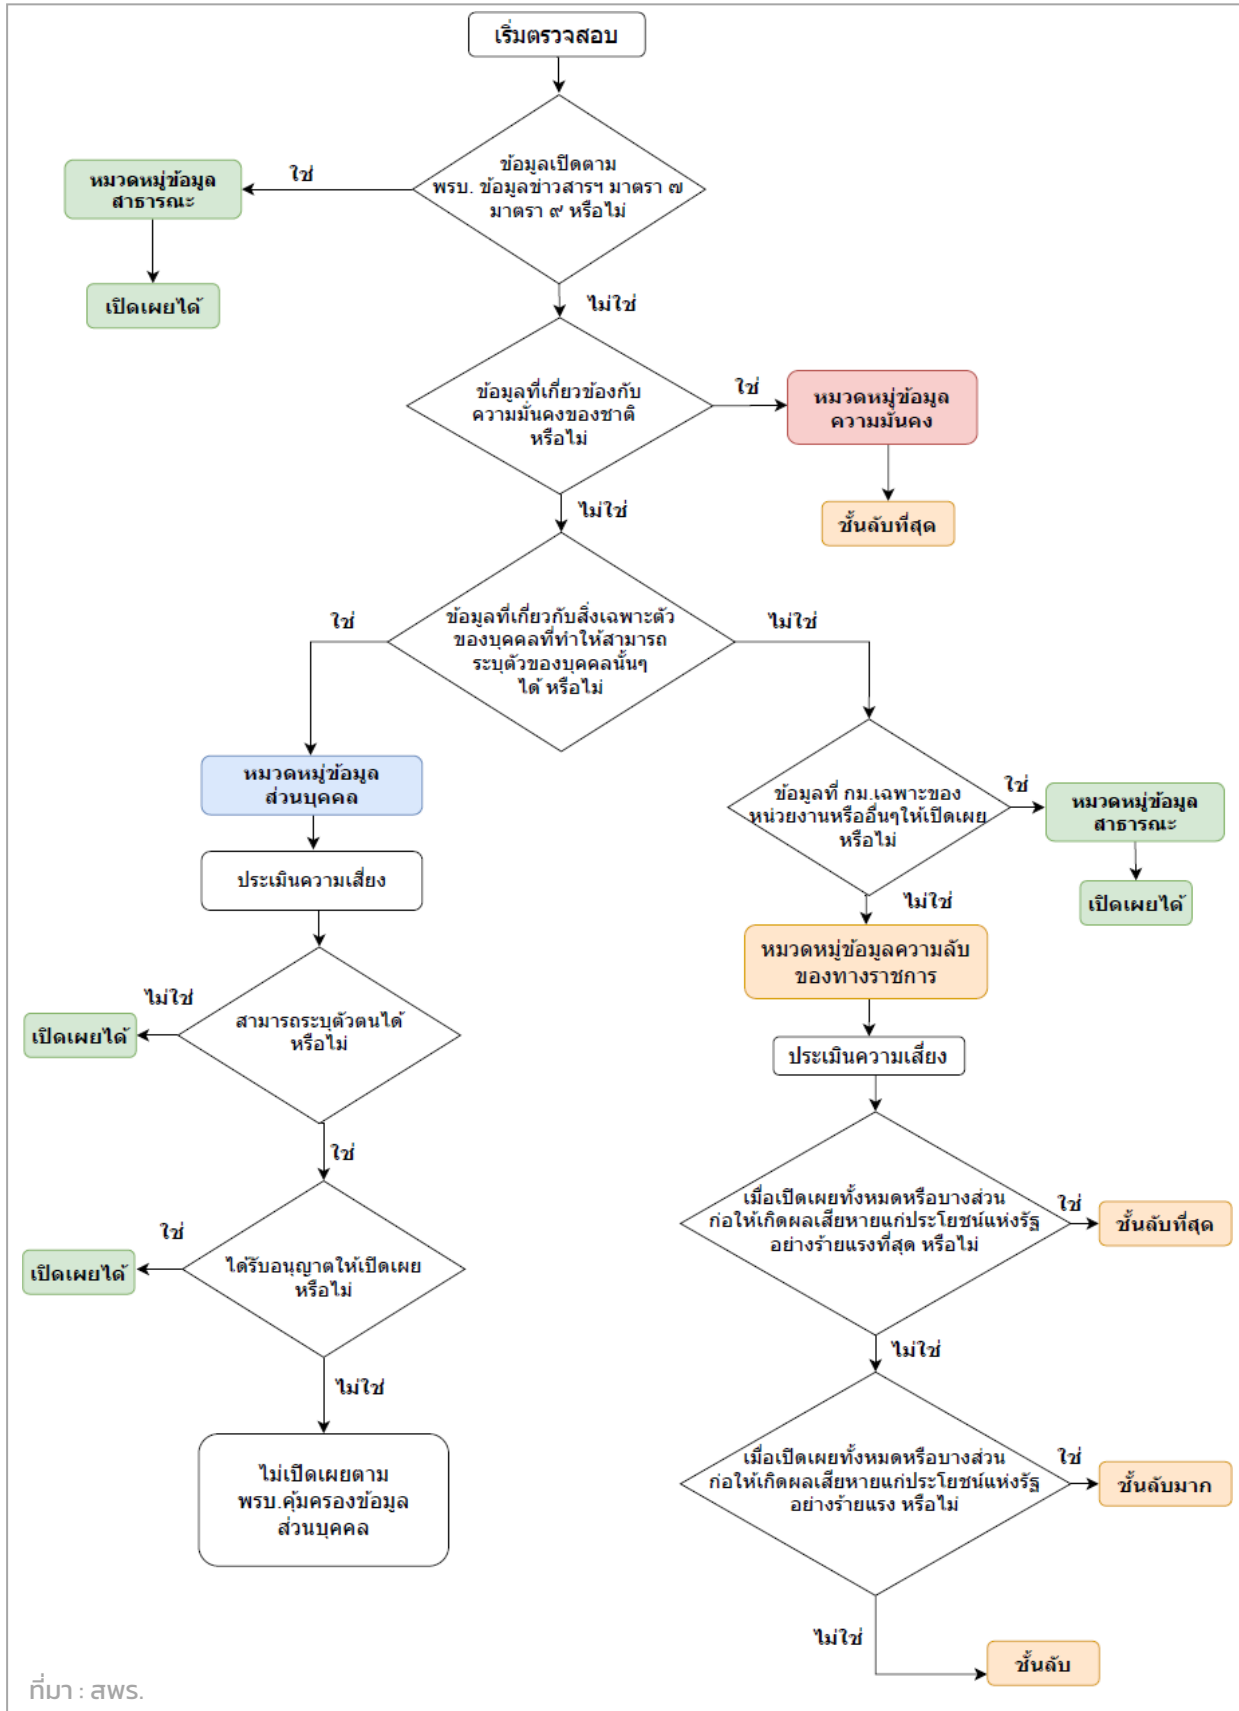 เริ่มตรวจสอบ
ข้อมูลเปิดตาม
พรบ. ข้อมูลข่าวสารฯ มาตรา ๗
มาตรา ๙ หรือไม่
ใช่
หมวดหมู่ข้อมูล
สาธารณะ
เปิดเผยได้
ไม่ใช่
ข้อมูลที่เกี่ยวข้องกับ
ความมั่นคงของชาติ
หรือไม่
ใช่
หมวดหมู่ข้อมูล
ความมั่นคง
ชั้นลับที่สุด
ไม่ใช่
ข้อมูลที่เกี่ยวกับสิ่งเฉพาะตัว
ของบุคคลที่ทำให้สามารถ
ระบุตัวของบุคคลนั้นๆ
ได้ หรือไม่
ใช่
ไม่ใช่
หมวดหมู่ข้อมูล
ส่วนบุคคล
ประเมินความเสี่ยง
สามารถระบุตัวตนได้
หรือไม่
ไม่ใช่
เปิดเผยได้
ใช่
ได้รับอนุญาตให้เปิดเผย
หรือไม่
ใช่
เปิดเผยได้
ไม่ใช่
ไม่เปิดเผยตาม
พรบ.คุ้มครองข้อมูล
ส่วนบุคคล
ข้อมูลที่ กม.เฉพาะของ
หน่วยงานหรืออื่นๆให้เปิดเผย
หรือไม่
ใช่
หมวดหมู่ข้อมูล
สาธารณะ
เปิดเผยได้
ไม่ใช่
หมวดหมู่ข้อมูลความลับ
ของทางราชการ
ประเมินความเสี่ยง
เมื่อเปิดเผยทั้งหมดหรือบางส่วน
ก่อให้เกิดผลเสียหายแก่ประโยชน์แห่งรัฐ
อย่างร้ายแรงที่สุด หรือไม่
ใช่
ชั้นลับที่สุด
ไม่ใช่
เมื่อเปิดเผยทั้งหมดหรือบางส่วน
ก่อให้เกิดผลเสียหายแก่ประโยชน์แห่งรัฐ
อย่างร้ายแรง หรือไม่
ใช่
ชั้นลับมาก
ไม่ใช่
ชั้นลับ
ที่มา : สพร.